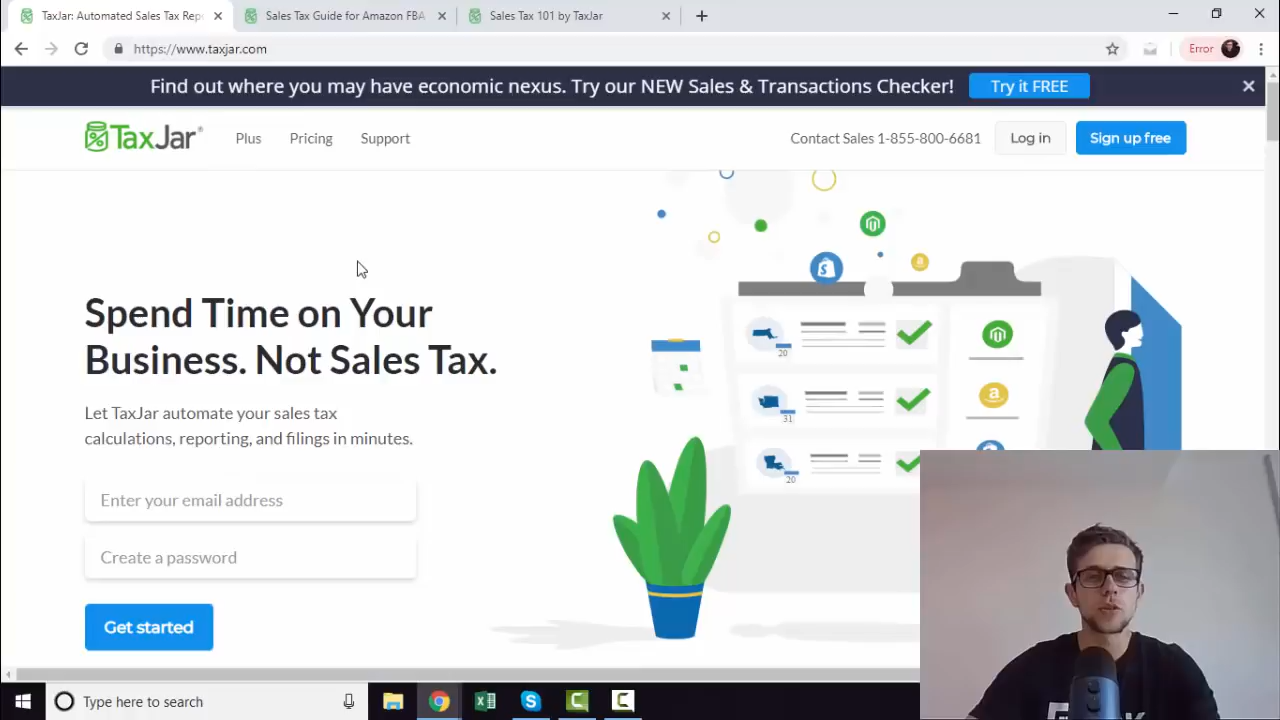 TaxJar: Automated Sales Tax Rep
Sales Tax Guide for Amazon FBA
Sales Tax 101 by TaxJar
https://www.taxjar.com
Error
Find out where you may have economic nexus. Try our NEW Sales & Transactions Checker!
Try it FREE
TaxJar®
Plus
Pricing
Support
Contact Sales 1-855-800-6681
Log in
Sign up free
Spend Time on Your
Business. Not Sales Tax.
Let TaxJar automate your sales tax
calculations, reporting, and filings in minutes.
Enter your email address
Create a password
Get started
20
31
20
Type here to search